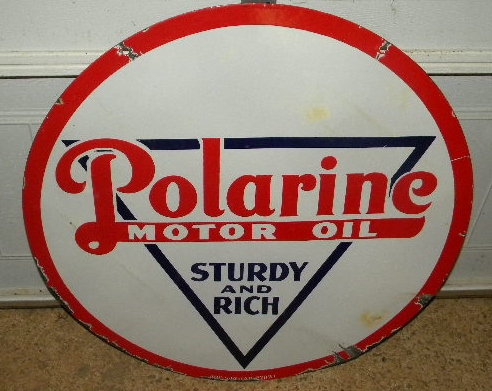 Polarine
MOTOR OIL
STURDY
AND
RICH